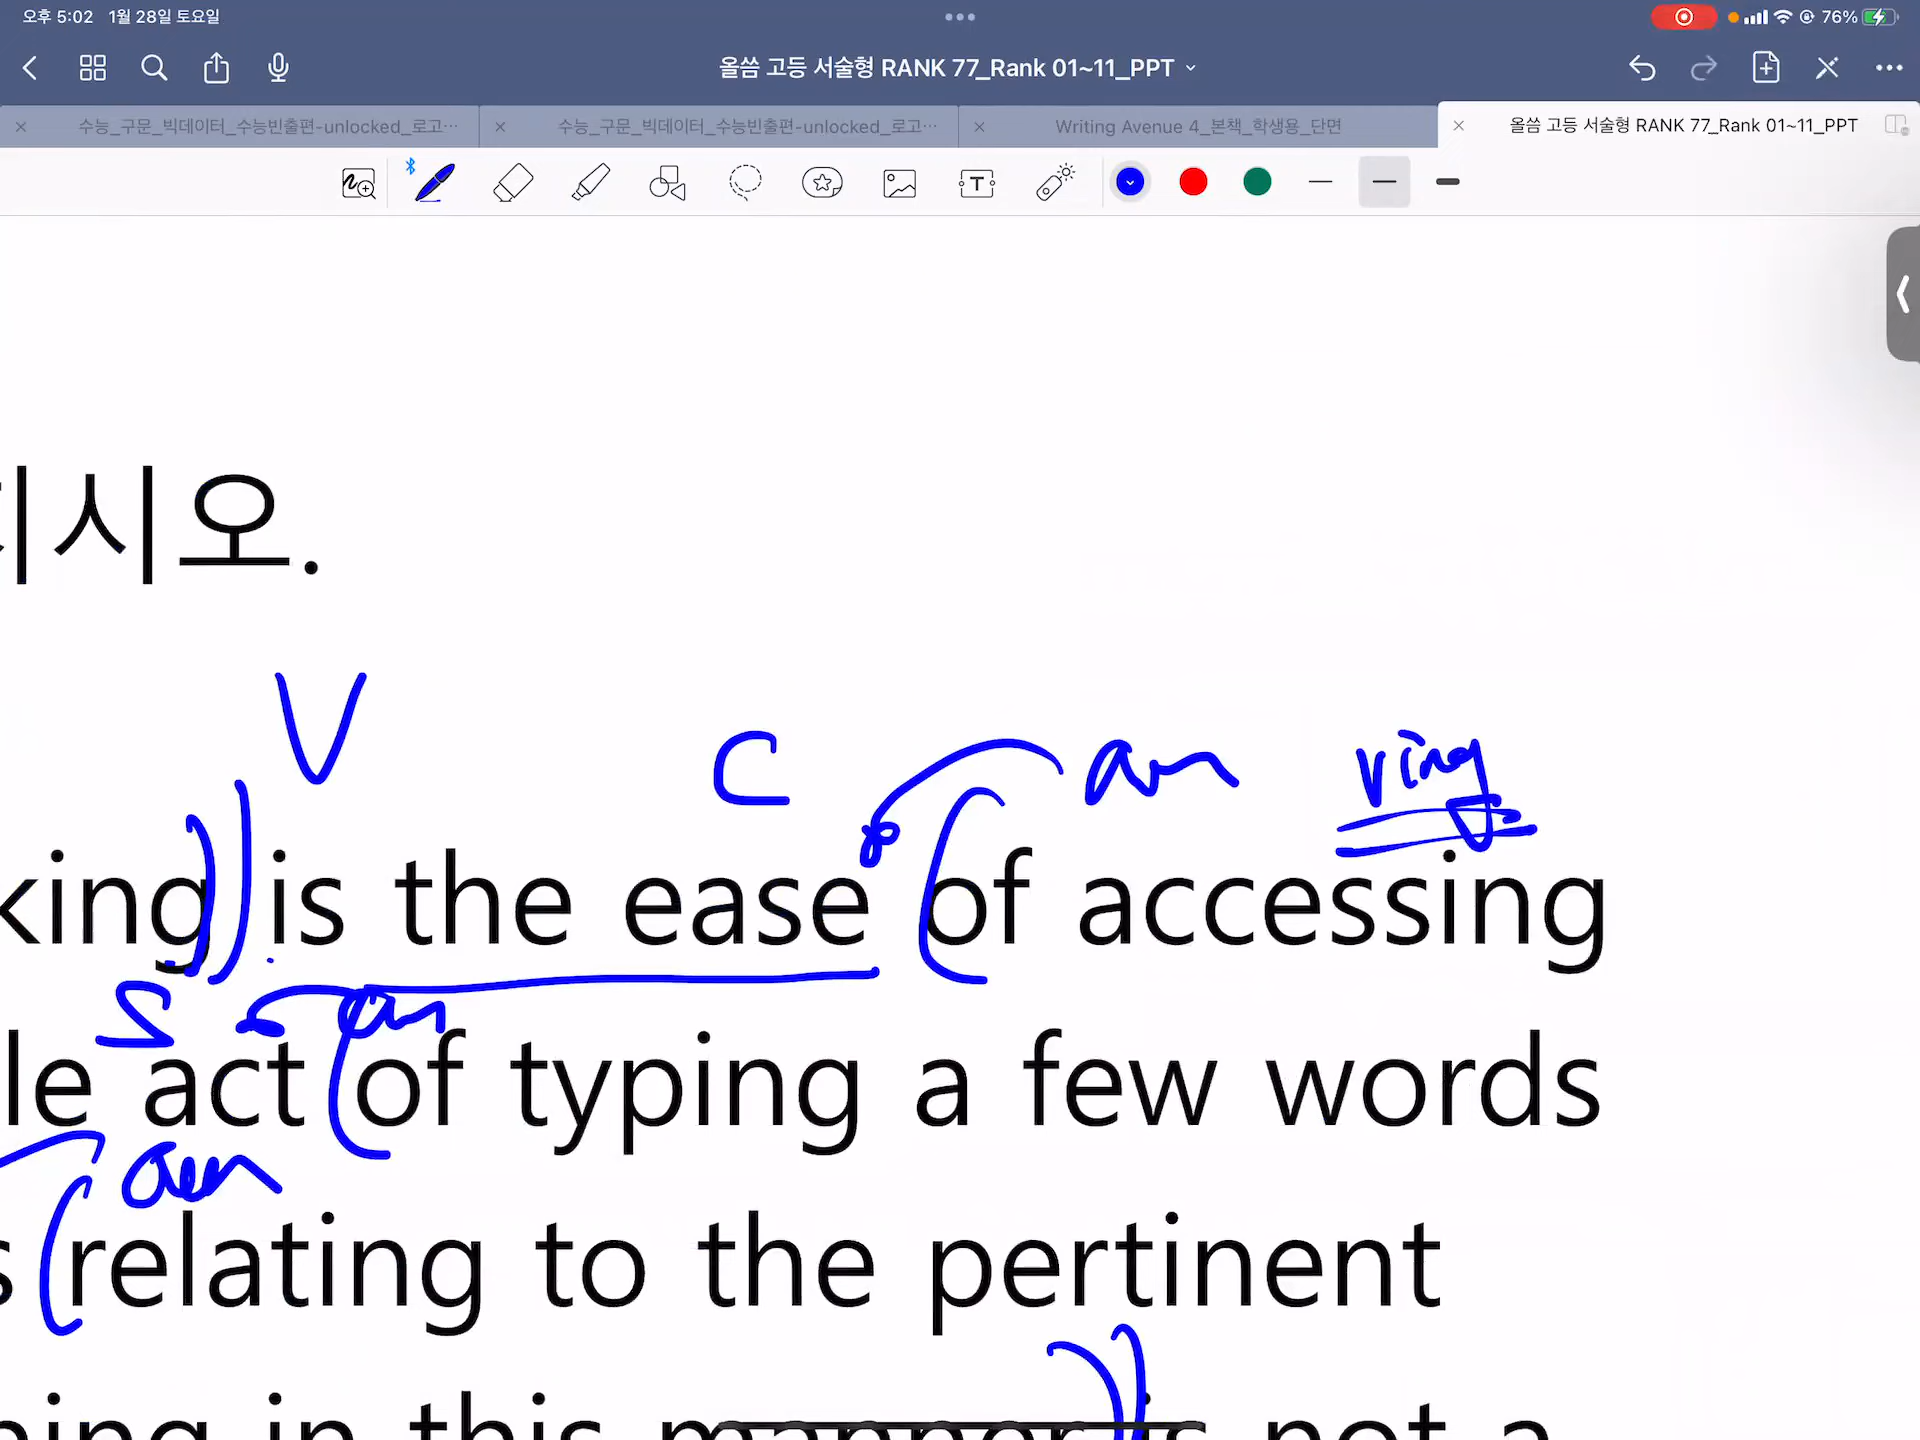 오후 5:02 1월 28일 토요일
76%
올씀 고등 서술형 RANK 77_Rank 01~11_PPT
수능_구문_빅데이터_수능빈출편-unlocked_로고…
수능_구문_빅데이터_수능빈출편-unlocked_로고…
Writing Avenue 4_본책_학생용_단면
올씀 고등 서술형 RANK 77_Rank 01~11_PPT
시오.
V
C
ving
king is the ease of accessing
S
le act of typing a few words
s relating to the pertinent
ning in this manner is not a